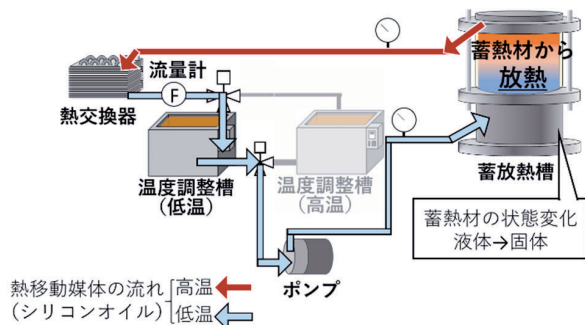 蓄熱材から
放熱
流量計
F
熱交換器
温度調整槽
(低温)
温度調整槽
(高温)
蓄放熱槽
蓄熱材の状態変化
液体→固体
ポンプ
熱移動媒体の流れ
(シリコンオイル)
高温
低温